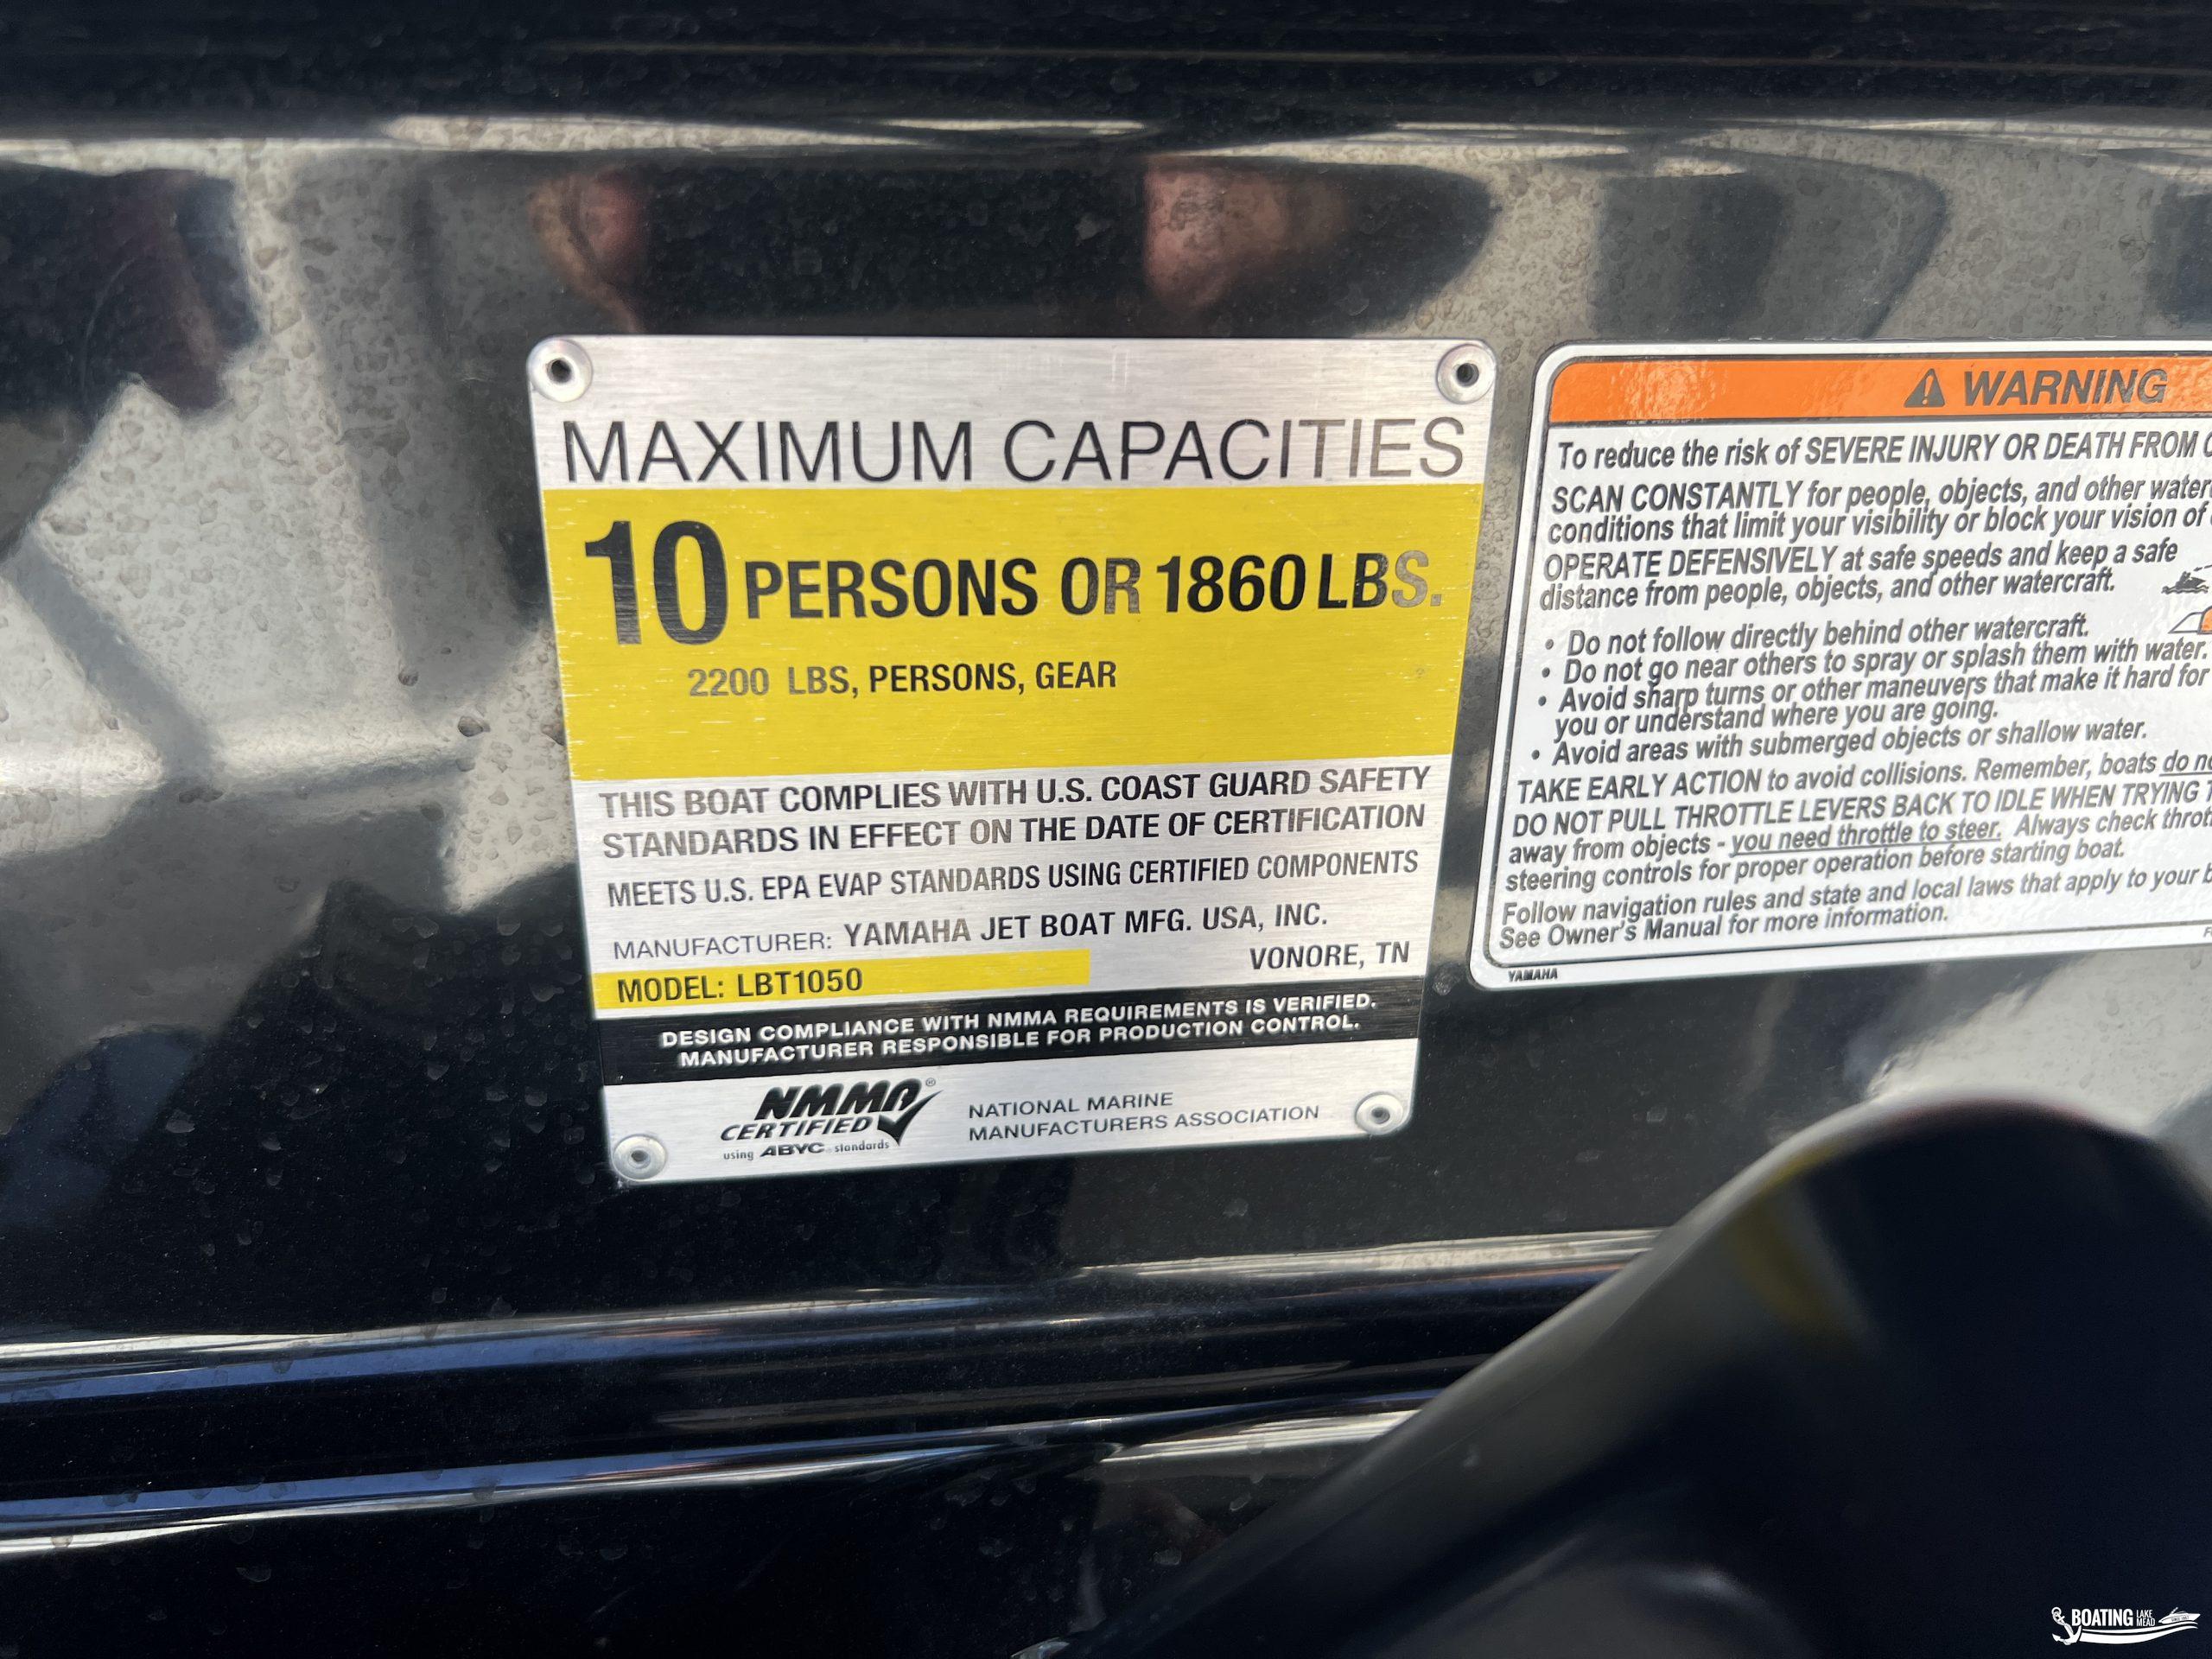 MAXIMUM CAPACITIES
10 PERSONS OR 1860 LBS.
2200 LBS, PERSONS, GEAR
THIS BOAT COMPLIES WITH U.S. COAST GUARD SAFETY
STANDARDS IN EFFECT ON THE DATE OF CERTIFICATION
MEETS U.S. EPA EVAP STANDARDS USING CERTIFIED COMPONENTS
MANUFACTURER: YAMAHA JET BOAT MFG. USA, INC.
VONORE, TN
MODEL: LBT1050
DESIGN COMPLIANCE WITH NMMA REQUIREMENTS IS VERIFIED.
MANUFACTURER RESPONSIBLE FOR PRODUCTION CONTROL.
NMMA®
CERTIFIED
using ABYC standards
NATIONAL MARINE
MANUFACTURERS ASSOCIATION
WARNING
To reduce the risk of SEVERE INJURY OR DEATH FROM
SCAN CONSTANTLY for people, objects, and other
conditions that limit your visibility or block your vision of
OPERATE DEFENSIVELY at safe speeds and keep a safe
distance from people, objects, and other watercraft.
• Do not follow directly behind other watercraft.
• Do not go near others to spray or splash them with water.
• Avoid sharp turns or other maneuvers that make it hard for
you or understand where you are going.
• Avoid areas with submerged objects or shallow water.
TAKE EARLY ACTION to avoid collisions. Remember, boats do
DO NOT PULL THROTTLE LEVERS BACK TO IDLE WHEN TRYING
away from objects - you need throttle to steer. Always check
steering controls for proper operation before starting boat.
Follow navigation rules and state and local laws that apply to your
See Owner's Manual for more information.
YAMAHA
BOATING LAKE MEAD